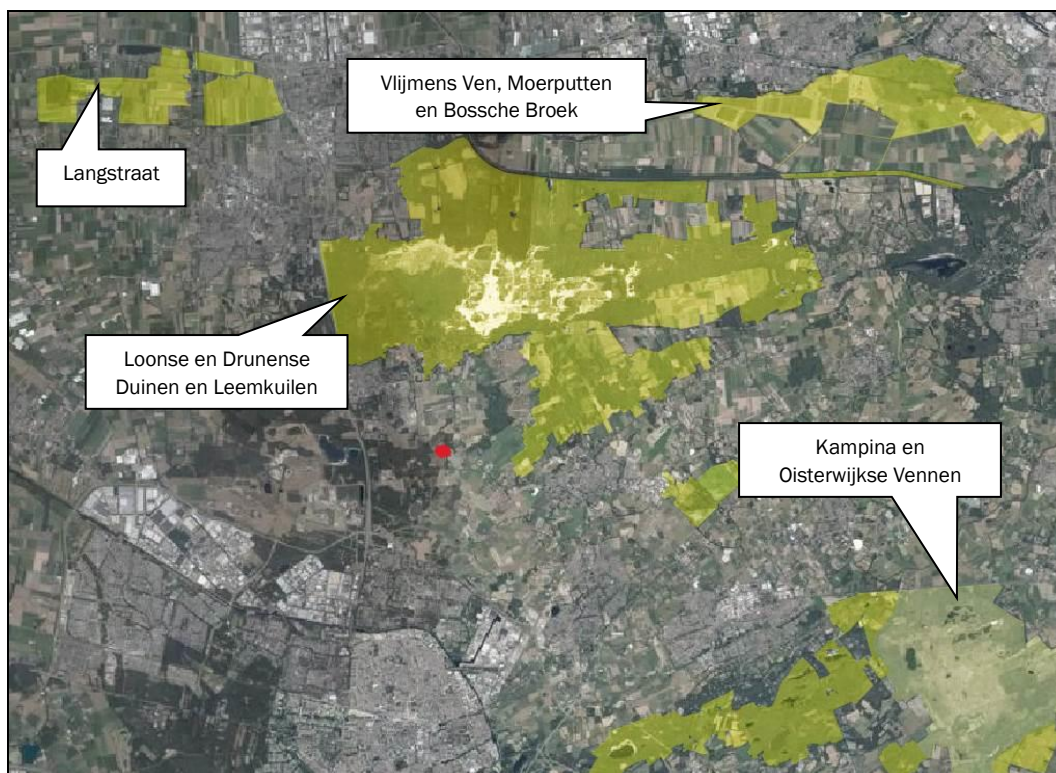 Vlijmens Ven, Moerputten
en Bossche Broek
Langstraat
Loonse en Drunense
Duinen en Leemkuilen
Kampina en
Oisterwijkse Vennen